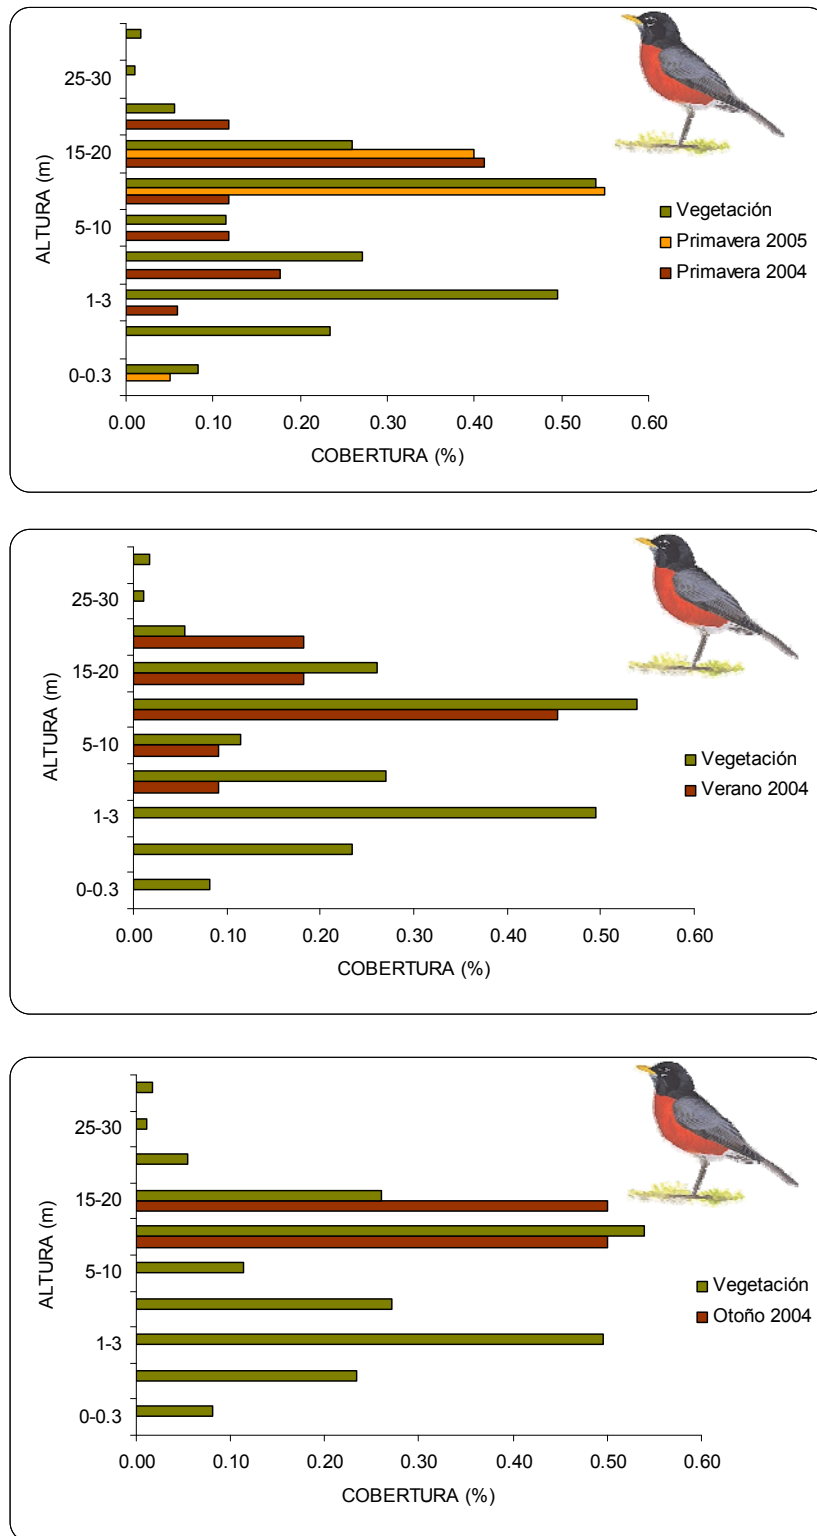 25-30
15-20
5-10
1-3
0-0.3
ALTURA (m)
0.00 0.10 0.20 0.30 0.40 0.50 0.60
COBERTURA (%)
Vegetación
Primavera 2005
Primavera 2004
25-30
15-20
5-10
1-3
0-0.3
ALTURA (m)
0.00 0.10 0.20 0.30 0.40 0.50 0.60
COBERTURA (%)
Vegetación
Verano 2004
25-30
15-20
5-10
1-3
0-0.3
ALTURA (m)
0.00 0.10 0.20 0.30 0.40 0.50 0.60
COBERTURA (%)
Vegetación
Otoño 2004